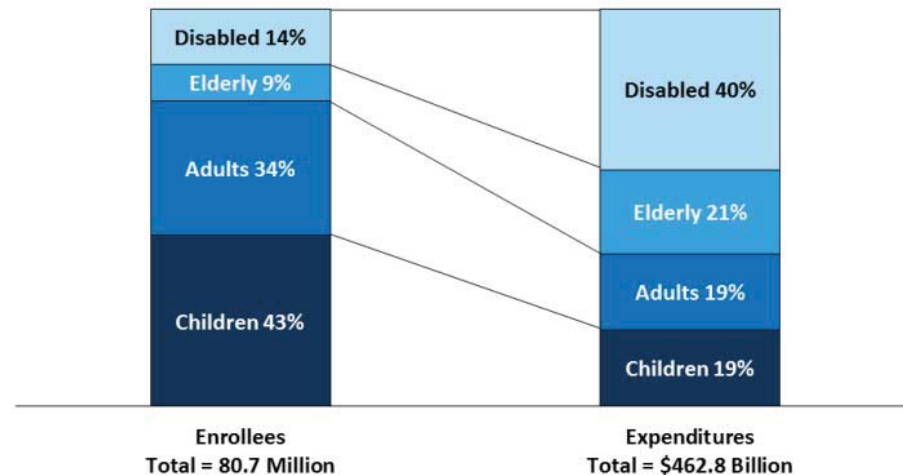 Disabled 14%
Elderly 9%
Adults 34%
Children 43%
Enrollees
Total = 80.7 Million
Disabled 40%
Elderly 21%
Adults 19%
Children 19%
Expenditures
Total = $462.8 Billion